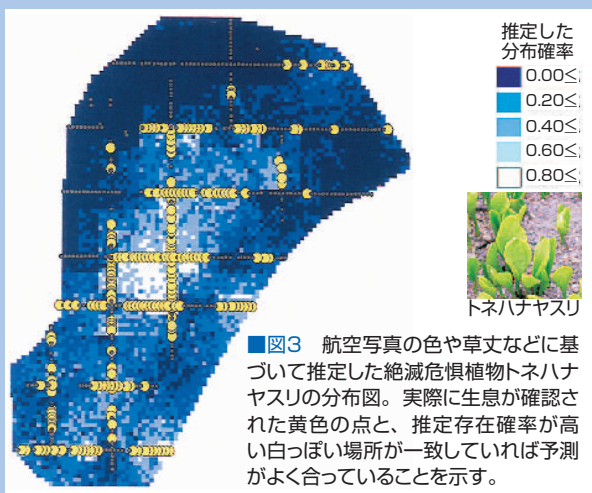 推定した
分布確率
0.00≤
0.20≤
0.40≤
0.60≤
0.80≤
トネハナヤスリ
■図3 航空写真の色や草丈などに基
づいて推定した絶滅危惧植物トネハナ
ヤスリの分布図。実際に生息が確認さ
れた黄色の点と、推定存在確率が高
い白っぽい場所が一致していれば予測
がよく合っていることを示す。